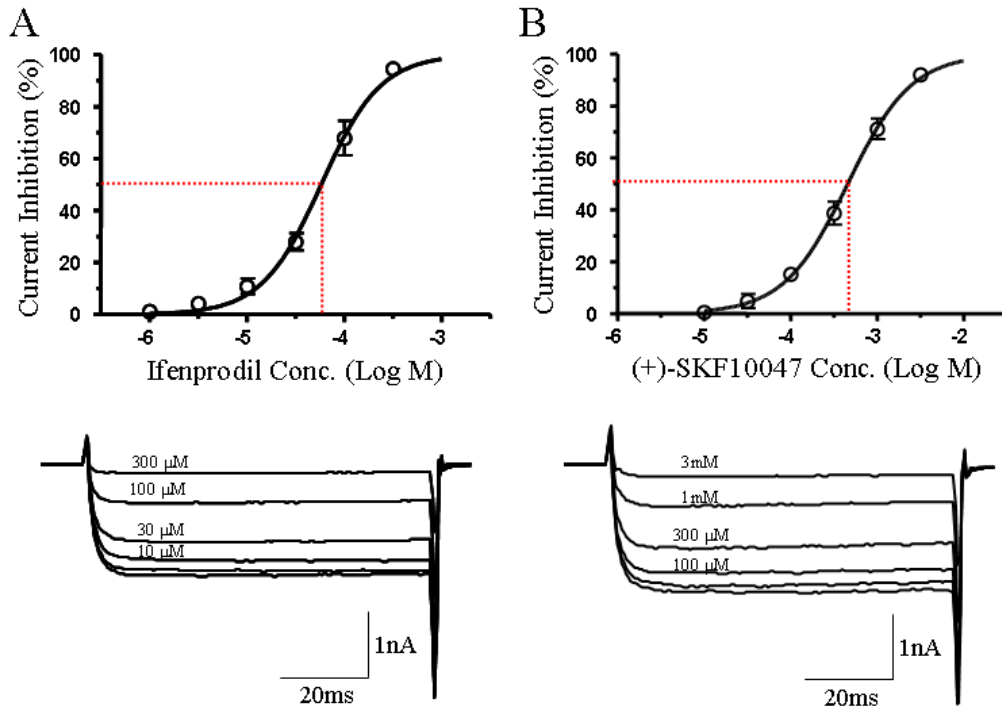 A
B
Current Inhibition (%)
100
80
60
40
20
0
-6
-5
-4
-3
Ifenprodil Conc. (Log M)
Current Inhibition (%)
100
80
60
40
20
0
-6
-5
-4
-3
-2
(+)-SKF10047 Conc. (Log M)
300 µM
100 µM
30 µM
10 µM
1nA
20ms
3mM
1mM
300 µM
100 µM
1nA
20ms